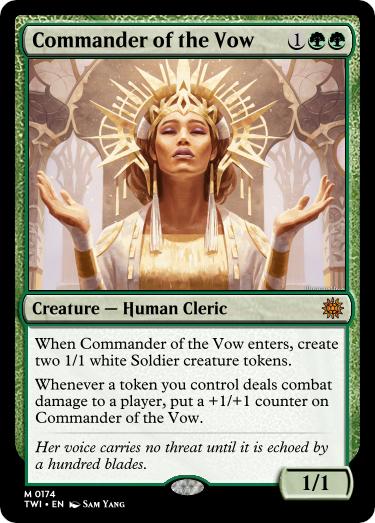 Commander of the Vow 1
Creature — Human Cleric
When Commander of the Vow enters, create
two 1/1 white Soldier creature tokens.
Whenever a token you control deals combat
damage to a player, put a +1/+1 counter on
Commander of the Vow.
Her voice carries no threat until it is echoed by
a hundred blades.
1/1
M 0174
TWI • EN Sam Yang